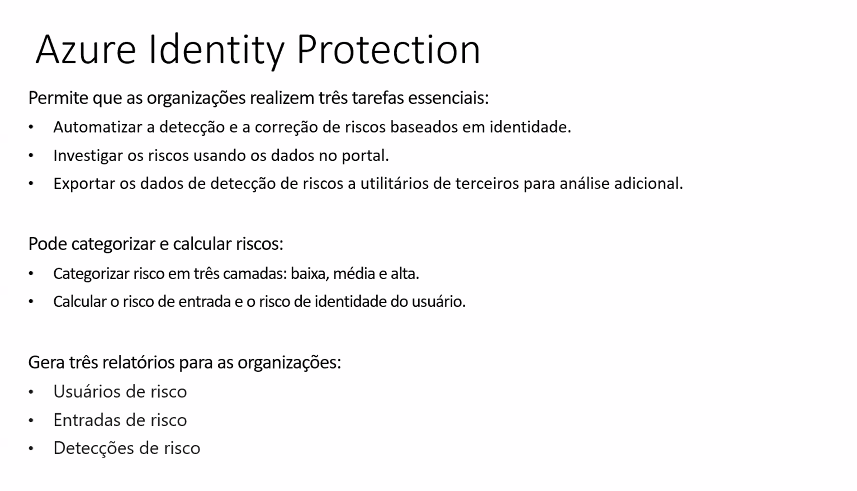 Azure Identity Protection
Permite que as organizações realizem três tarefas essenciais:
• Automatizar a detecção e a correção de riscos baseados em identidade.
• Investigar os riscos usando os dados no portal.
• Exportar os dados de detecção de riscos a utilitários de terceiros para análise adicional.
Pode categorizar e calcular riscos:
• Categorizar risco em três camadas: baixa, média e alta.
• Calcular o risco de entrada e o risco de identidade do usuário.
Gera três relatórios para as organizações:
• Usuários de risco
• Entradas de risco
• Detecções de risco